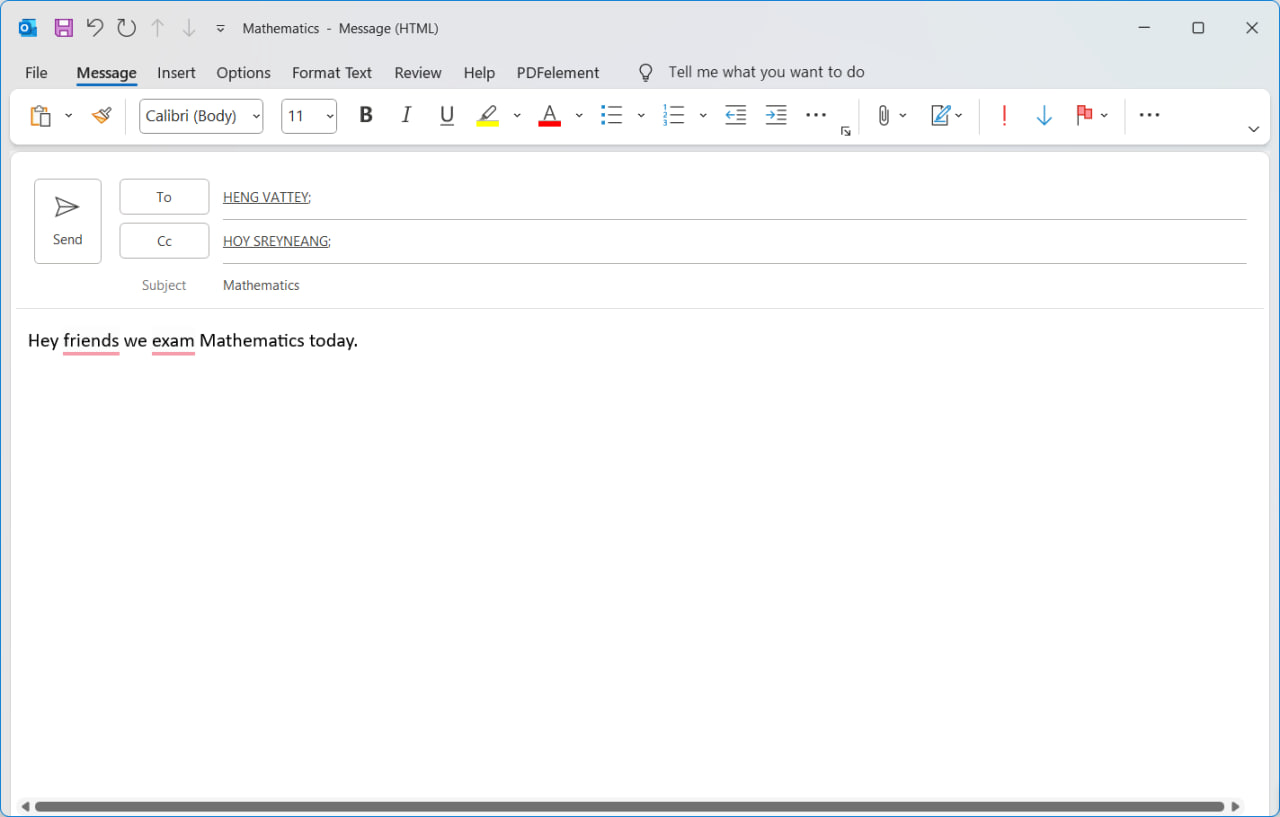 Mathematics - Message (HTML)
File Message Insert Options Format Text Review Help PDFelement Tell me what you want to do
Calibri (Body) 11 B I U A
To HENG VATTEY;
Send
Cc HOY SREYNEANG;
Subject Mathematics
Hey friends we exam Mathematics today.